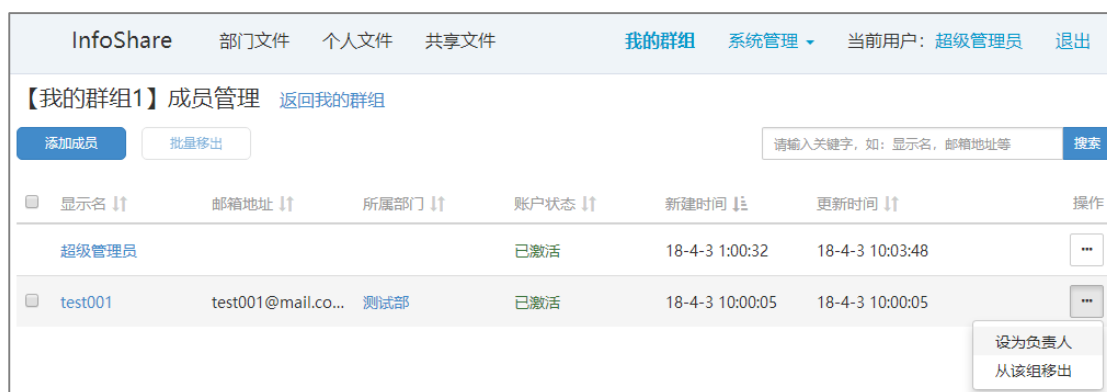 InfoShare 部门文件 个人文件 共享文件 我的群组 系统管理 当前用户：超级管理员 退出
【我的群组1】成员管理 返回我的群组
添加成员 批量移出 请输入关键字，如：显示名，邮箱地址等 搜索
显示名 邮箱地址 所属部门 账户状态 新建时间 更新时间 操作
超级管理员 已激活 18-4-3 1:00:32 18-4-3 10:03:48 ...
test001 test001@mail.co... 测试部 已激活 18-4-3 10:00:05 18-4-3 10:00:05 ...
设为负责人
从该组移出